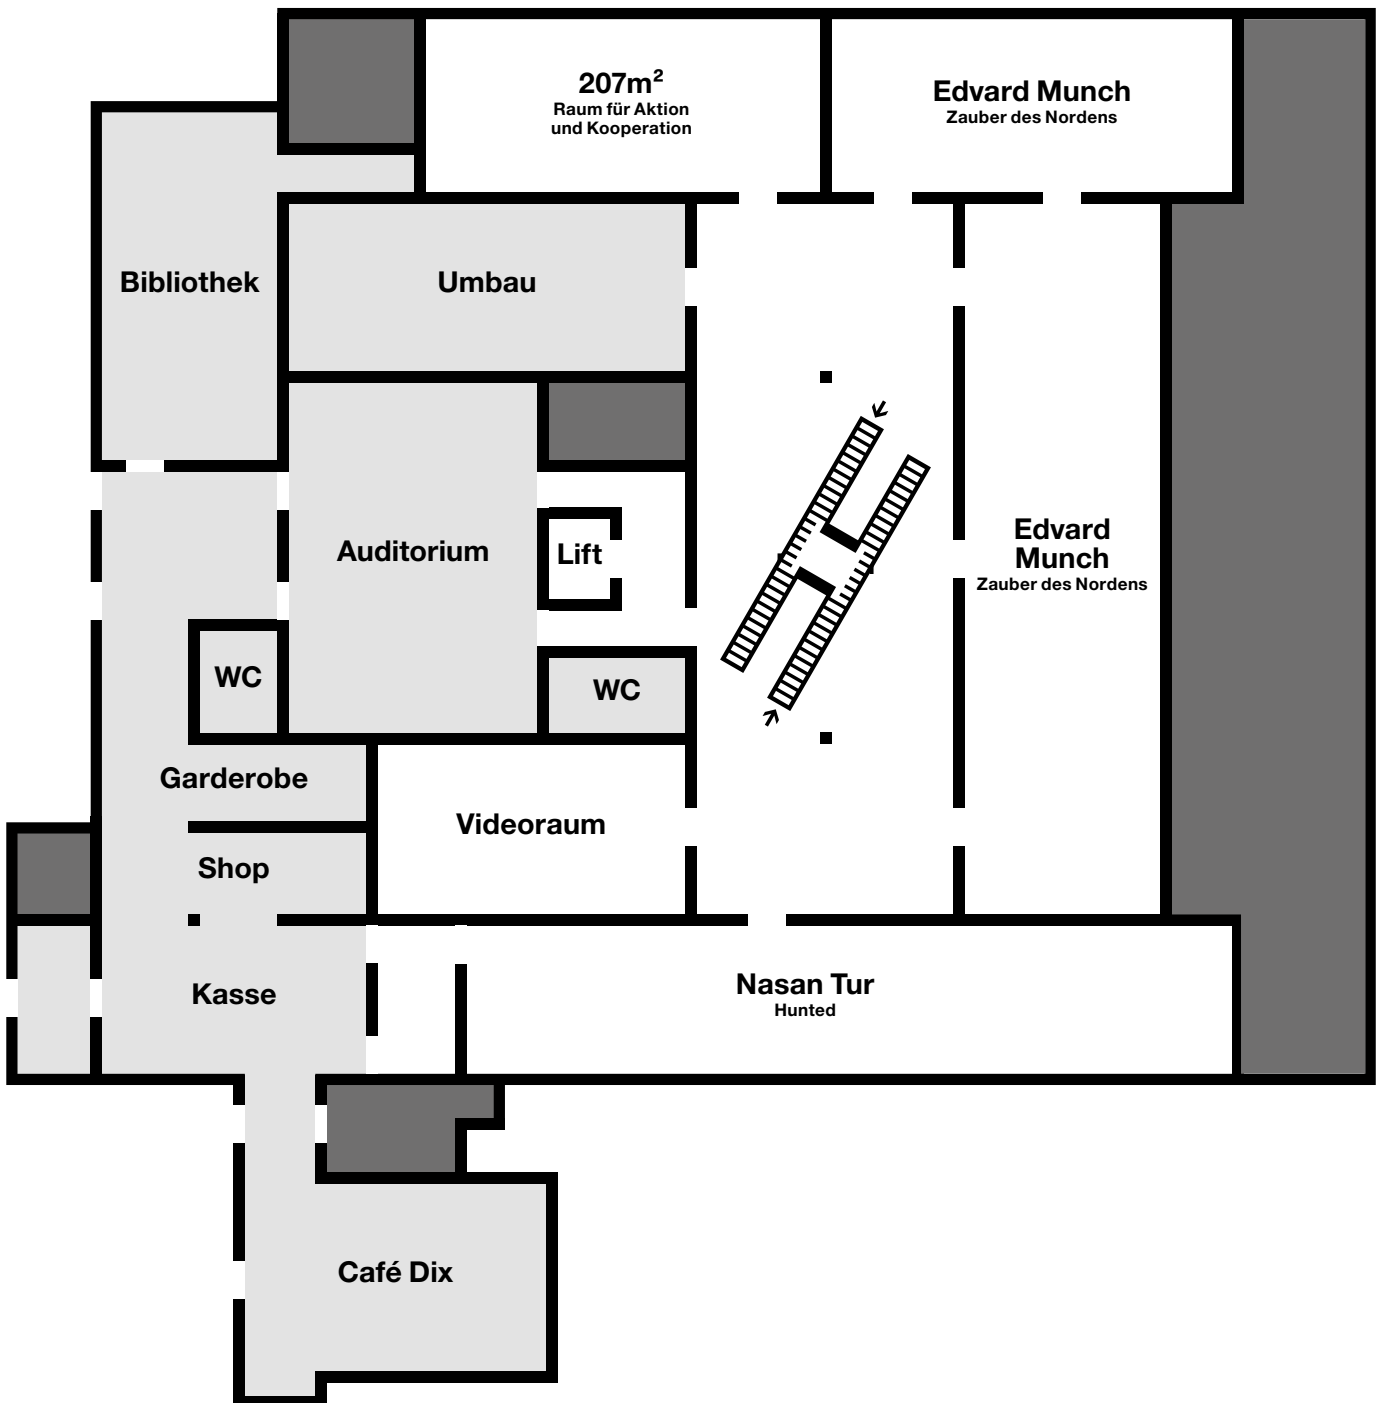 207m²
Raum für Aktion
und Kooperation
Edvard Munch
Zauber des Nordens
Bibliothek
Umbau
Auditorium
Lift
Edvard
Munch
Zauber des Nordens
WC
WC
Garderobe
Videoraum
Shop
Kasse
Nasan Tur
Hunted
Café Dix